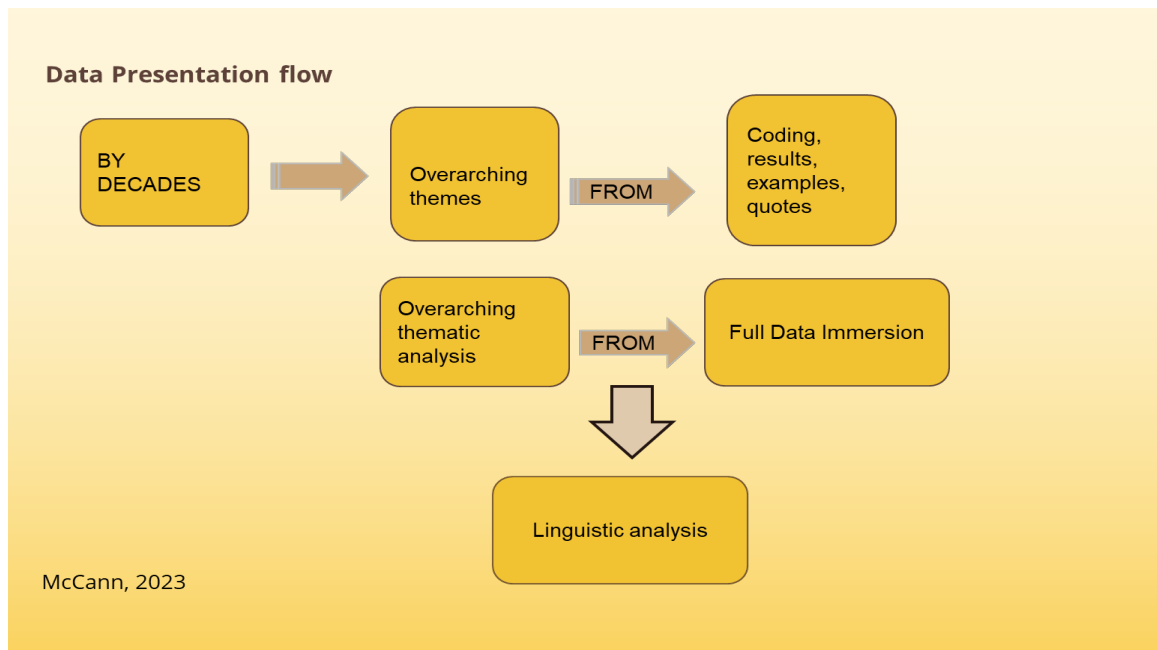 Data Presentation flow
BY
DECADES
Overarching
themes
FROM
Coding,
results,
examples,
quotes
Overarching
thematic
analysis
FROM
Full Data Immersion
Linguistic analysis
McCann, 2023